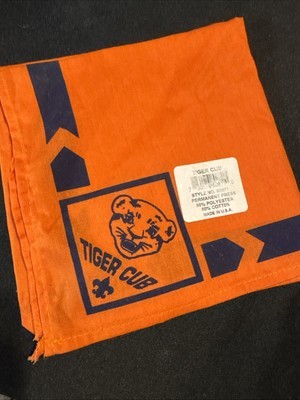 TIGER CUB
STYLE NO.
PERMANENT PRESS
POLYESTER
COTTON
MADE IN U.S.A.
TIGER CUB